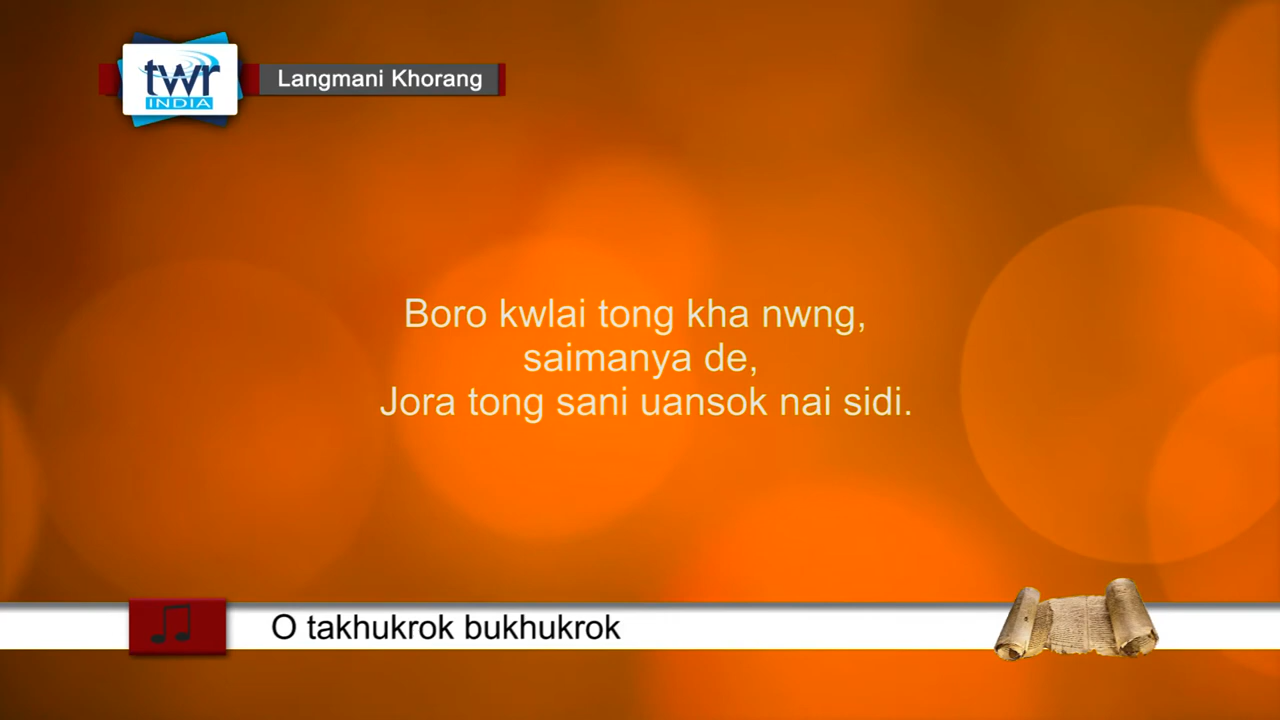 twr
INDIA
Langmani Khorang
Boro kwlai tong kha nwng,
saimanya de,
Jora tong sani uansok nai sidi.
O takhukrok bukhukrok